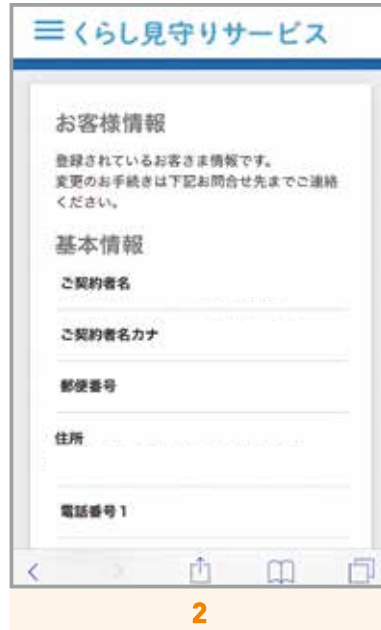 くらし見守りサービス
お客様情報
登録されているお客さま情報です。
変更のお手続きは下記お問合せ先までご連絡
ください。
基本情報
ご契約者名
ご契約者名カナ
郵便番号
住所
電話番号1
2